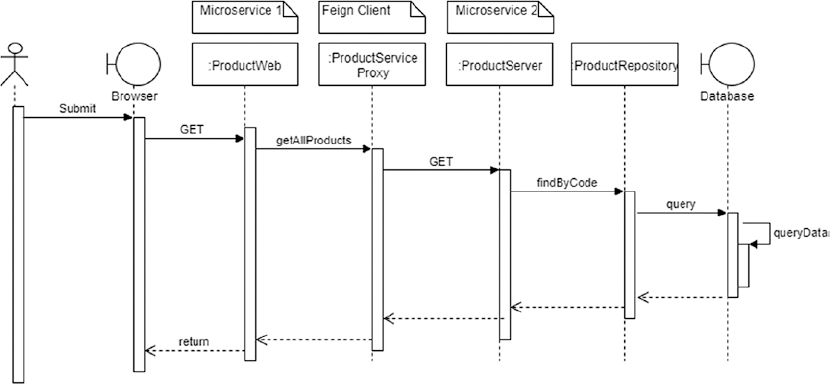 Microservice 1
Feign Client
Microservice 2
:ProductWeb
:ProductService
Proxy
:ProductServer
:ProductRepository
Browser
Database
Submit
GET
getAllProducts
GET
findByCode
query
queryData
return